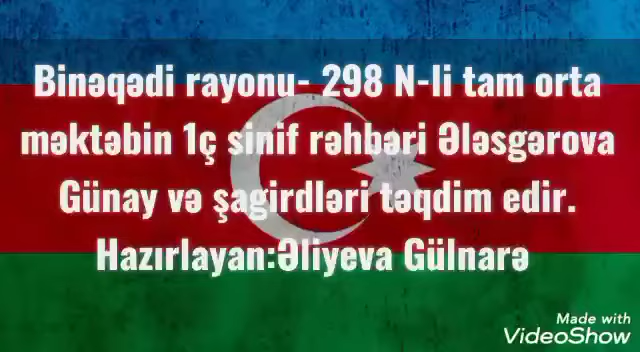 Binəqədi rayonu- 298 N-li tam orta
məktəbin 1ç sinif rəhbəri Ələsgərova
Günay və şagirdləri təqdim edir.
Hazırlayan:Əliyeva Gülnarə
Made with
VideoShow